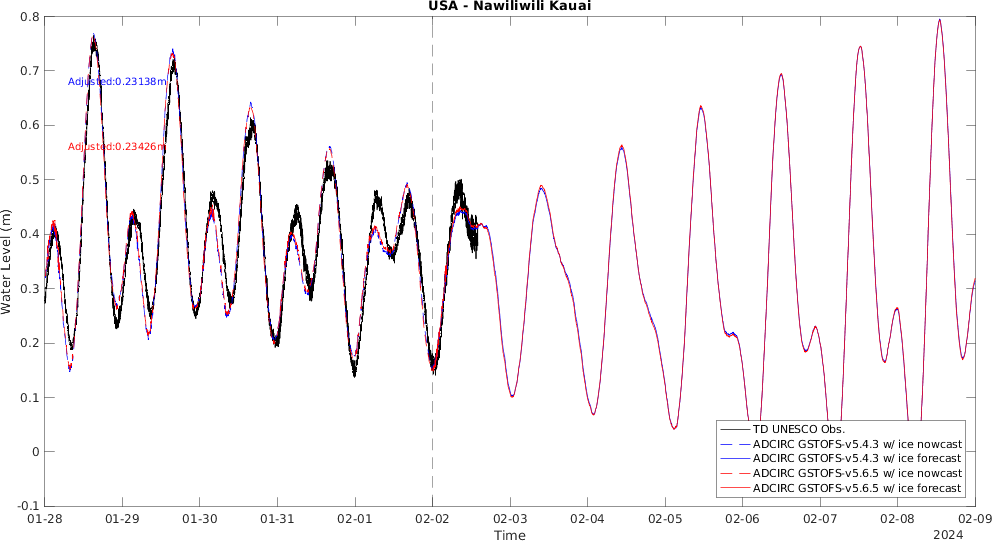 USA - Nawiliwili Kauai
0.8
0.7
0.6
0.5
0.4
0.3
0.2
0.1
0
-0.1
Water Level (m)
Adjusted:0.23138m
Adjusted:0.23426m
TD UNESCO Obs.
ADCIRC GSTOFS-v5.4.3 w/ ice nowcast
ADCIRC GSTOFS-v5.4.3 w/ ice forecast
ADCIRC GSTOFS-v5.6.5 w/ ice nowcast
ADCIRC GSTOFS-v5.6.5 w/ ice forecast
01-28 01-29 01-30 01-31 02-01 02-02 02-03 02-04 02-05 02-06 02-07 02-08 02-09
Time
2024